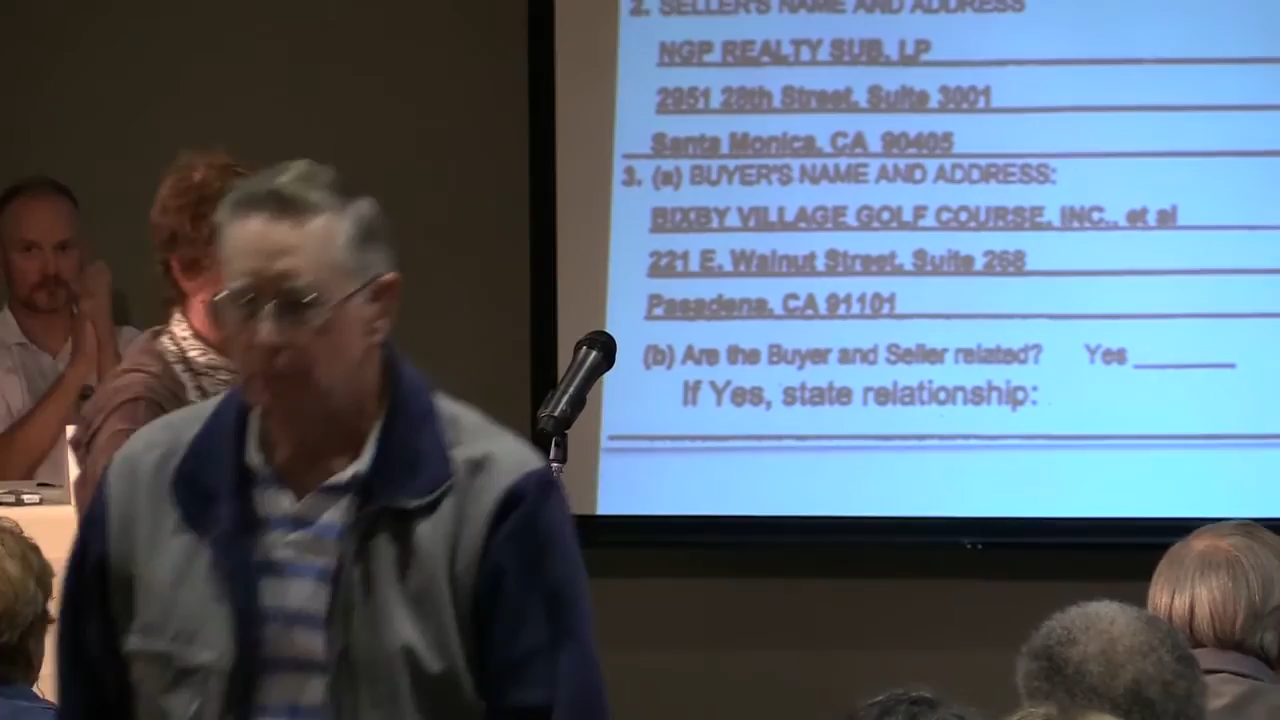 2. SELLER'S NAME AND ADDRESS
NGP REALTY SUB, LP
2951 28th Street, Suite 3001
Santa Monica, CA 90405
3. (a) BUYER'S NAME AND ADDRESS:
BIXBY VILLAGE GOLF COURSE, INC., et al
221 E. Walnut Street, Suite 268
Pasadena, CA 91101
(b) Are the Buyer and Seller related? Yes
If Yes, state relationship: